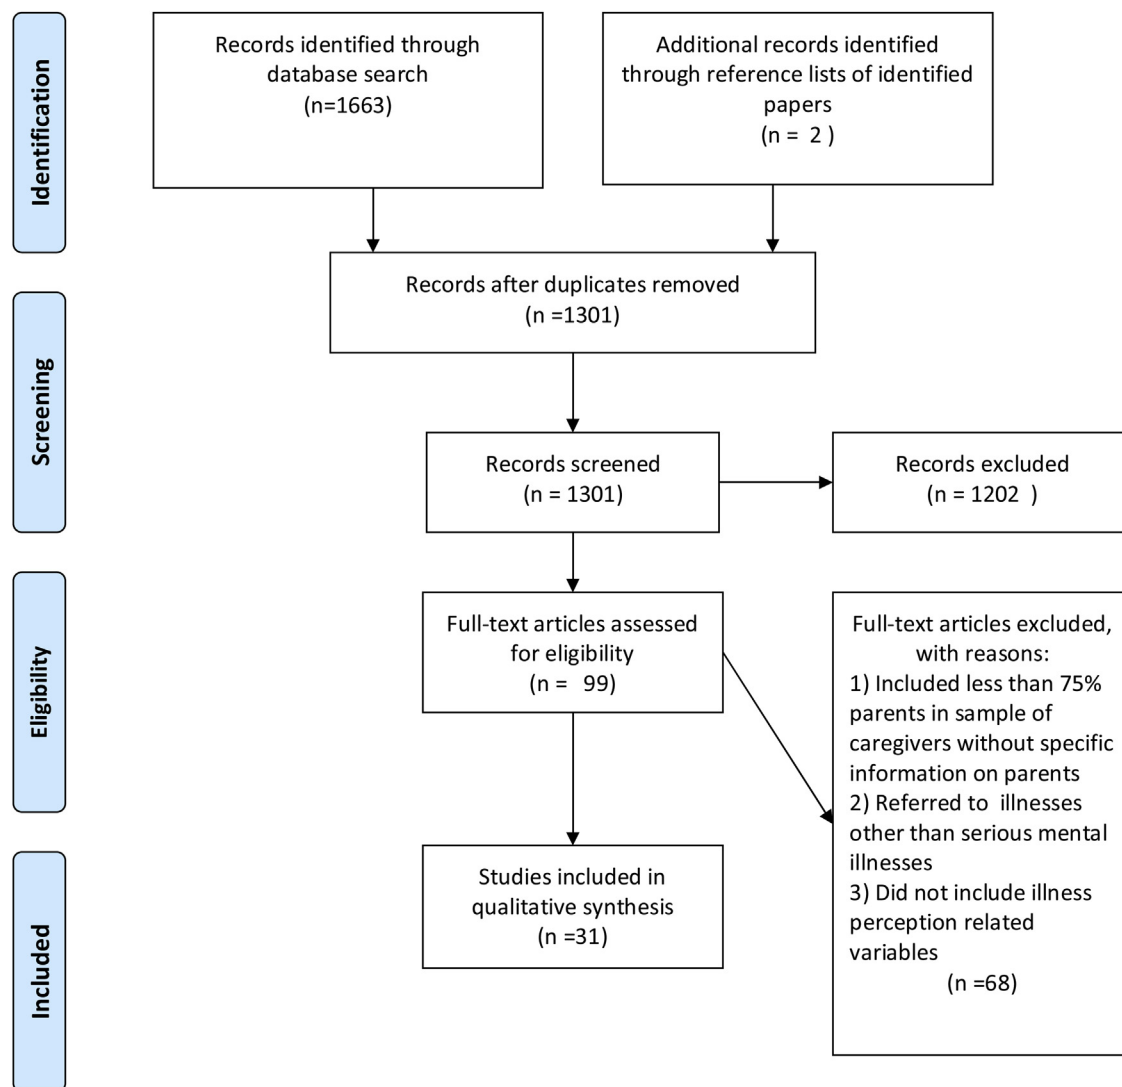 Identification
Records identified through
database search
(n=1663)
Additional records identified
through reference lists of identified
papers
(n =  2 )
Records after duplicates removed
(n =1301)
Screening
Records screened
(n = 1301)
Records excluded
(n = 1202  )
Eligibility
Full-text articles assessed
for eligibility
(n =   99)
Full-text articles excluded,
with reasons:
1) Included less than 75%
parents in sample of
caregivers without specific
information on parents
2) Referred to  illnesses
other than serious mental
illnesses
3) Did not include illness
perception related
variables
(n =68)
Included
Studies included in
qualitative synthesis
(n =31)